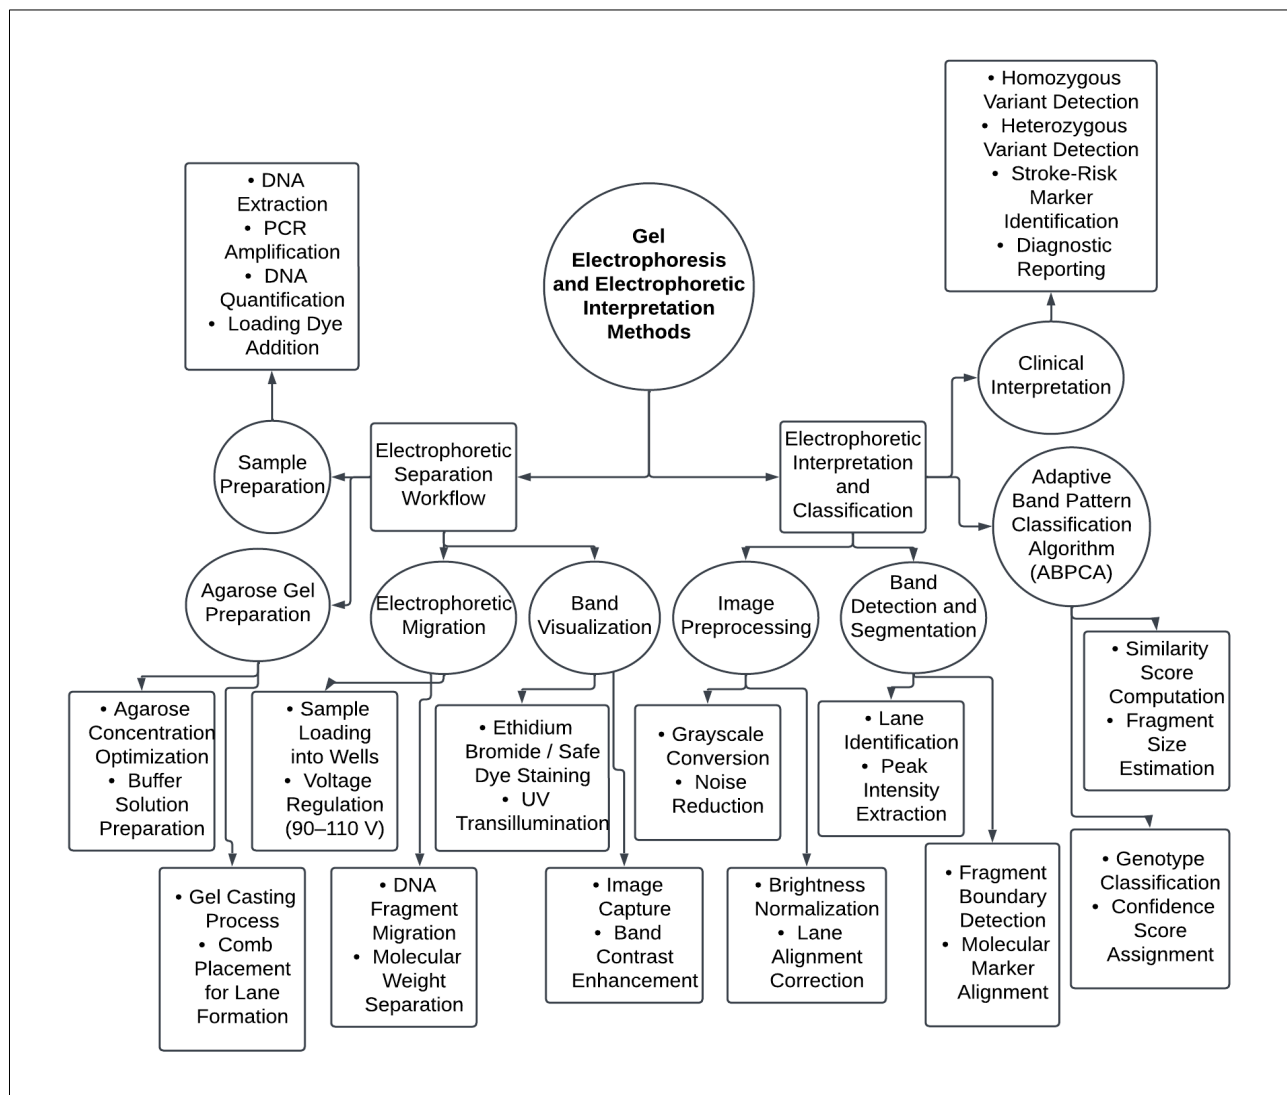 Gel
Electrophoresis
and Electrophoretic
Interpretation
Methods
Electrophoretic
Separation
Workflow
Sample
Preparation
• DNA
Extraction
• PCR
Amplification
• DNA
Quantification
• Loading Dye
Addition
Agarose Gel
Preparation
• Agarose
Concentration
Optimization
• Buffer
Solution
Preparation
• Gel Casting
Process
• Comb
Placement
for Lane
Formation
Electrophoretic
Migration
• Sample
Loading
into Wells
• Voltage
Regulation
(90–110 V)
• DNA
Fragment
Migration
• Molecular
Weight
Separation
Band
Visualization
• Ethidium
Bromide / Safe
Dye Staining
• UV
Transillumination
• Image
Capture
• Band
Contrast
Enhancement
Electrophoretic
Interpretation
and
Classification
Image
Preprocessing
• Grayscale
Conversion
• Noise
Reduction
• Brightness
Normalization
• Lane
Alignment
Correction
Band
Detection and
Segmentation
• Lane
Identification
• Peak
Intensity
Extraction
• Fragment
Boundary
Detection
• Molecular
Marker
Alignment
Adaptive
Band Pattern
Classification
Algorithm
(ABPCA)
• Similarity
Score
Computation
• Fragment
Size
Estimation
• Genotype
Classification
• Confidence
Score
Assignment
Clinical
Interpretation
• Homozygous
Variant Detection
• Heterozygous
Variant Detection
• Stroke-Risk
Marker
Identification
• Diagnostic
Reporting